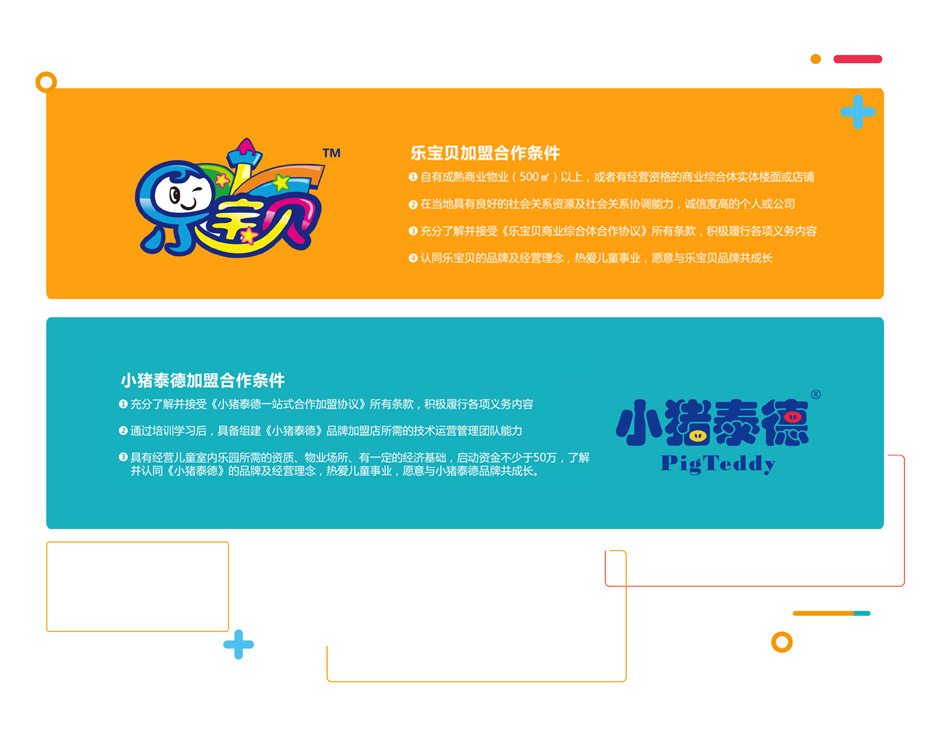 TM
乐宝贝
乐宝贝加盟合作条件
❶自有成熟商业物业（500㎡）以上，或者有经营资格的商业综合体实体楼面或店铺
❷在当地具有良好的社会关系资源及社会关系协调能力，诚信度高的个人或公司
❸充分了解并接受《乐宝贝商业综合体合作协议》所有条款，积极履行各项义务内容
❹认同乐宝贝的品牌及经营理念，热爱儿童事业，愿意与乐宝贝品牌共成长
小猪泰德加盟合作条件
❶充分了解并接受《小猪泰德一站式合作加盟协议》所有条款，积极履行各项义务内容
❷通过培训学习后，具备组建《小猪泰德》品牌加盟店所需的技术运营管理团队能力
❸具有经营儿童室内乐园所需的资质、物业场所、有一定的经济基础，启动资金不少于50万，了解
并认同《小猪泰德》的品牌及经营理念，热爱儿童事业，愿意与小猪泰德品牌共成长。
小猪泰德®
PigTeddy